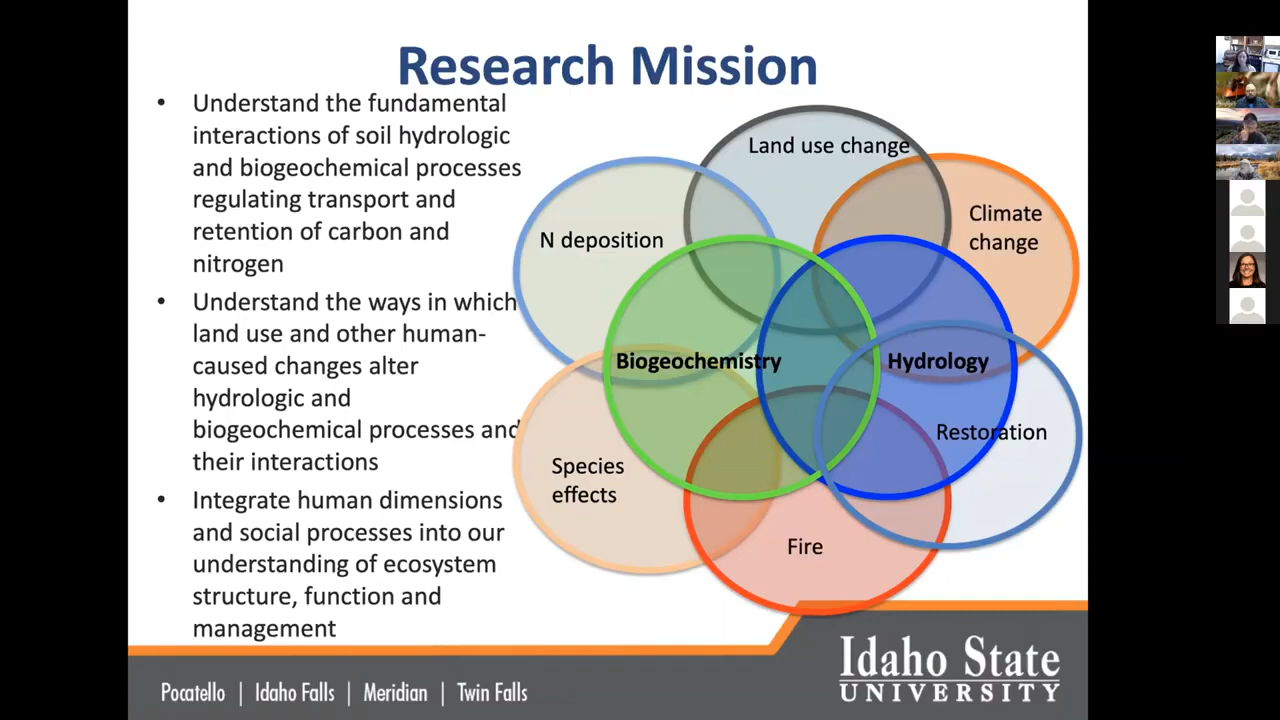 Research Mission
• Understand the fundamental
interactions of soil hydrologic
and biogeochemical processes
regulating transport and
retention of carbon and
nitrogen
• Understand the ways in which
land use and other human-
caused changes alter
hydrologic and
biogeochemical processes and
their interactions
• Integrate human dimensions
and social processes into our
understanding of ecosystem
structure, function and
management
Land use change
Climate
change
N deposition
Biogeochemistry
Hydrology
Restoration
Species
effects
Fire
Pocatello | Idaho Falls | Meridian | Twin Falls
Idaho State
UNIVERSITY